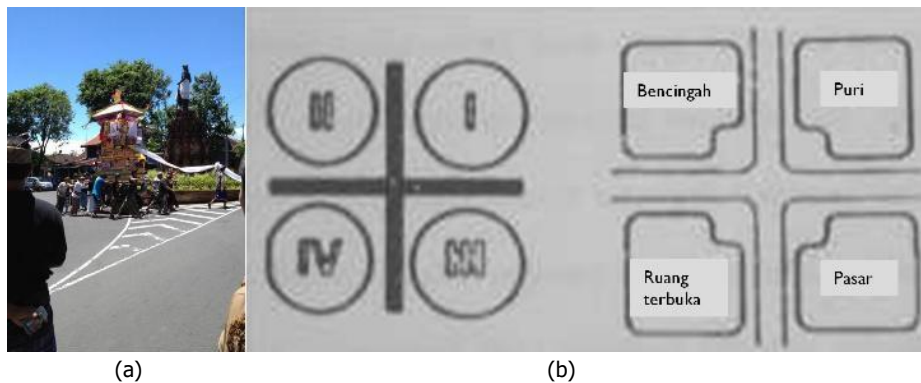 II
I
IV
III
Bencingah
Puri
Ruang
terbuka
Pasar
(a)
(b)